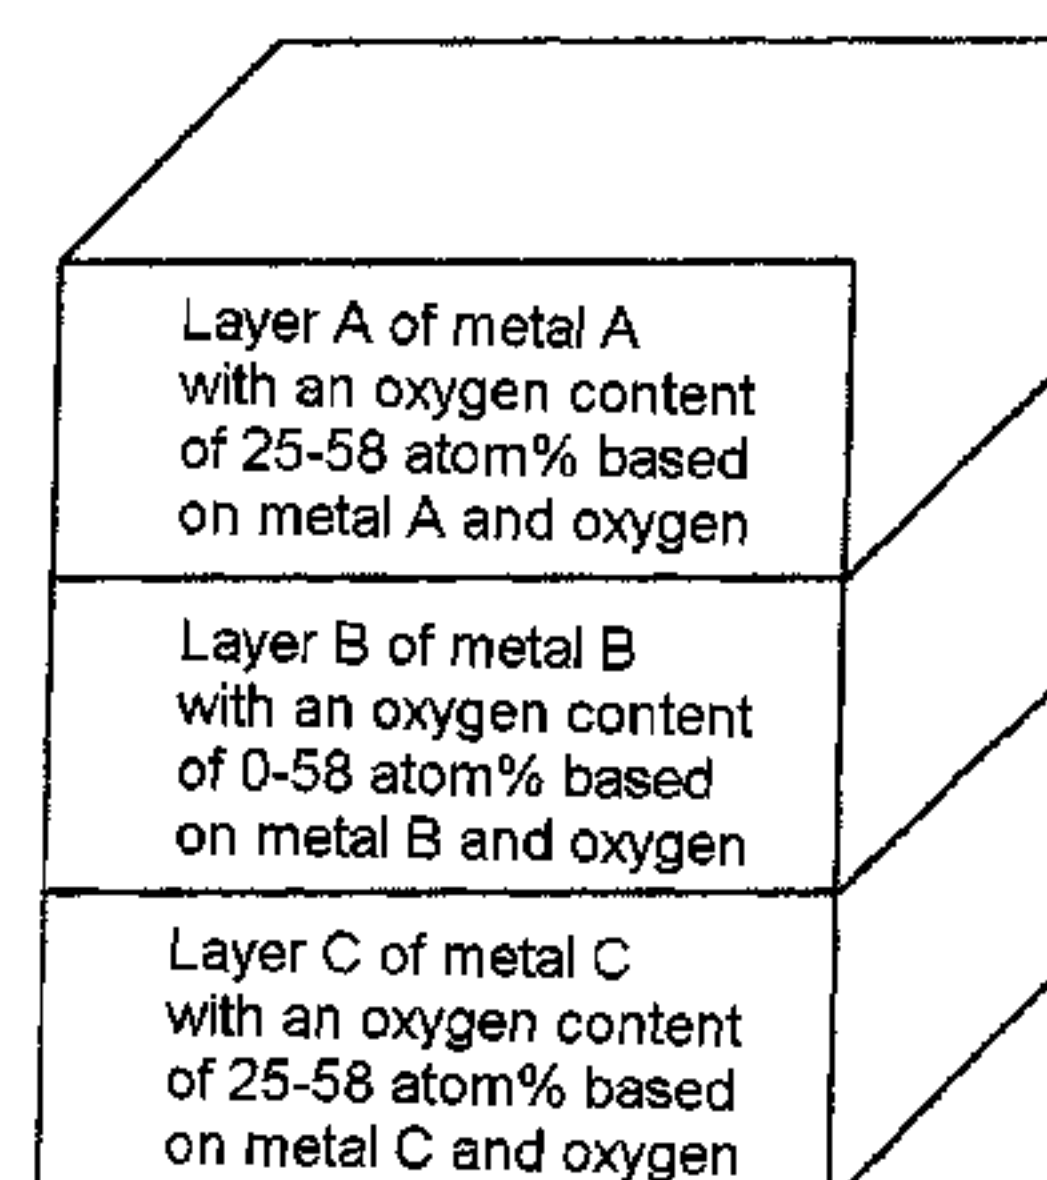 Layer A of metal A
with an oxygen content
of 25-58 atom% based
on metal A and oxygen
Layer B of metal B
with an oxygen content
of 0-58 atom% based
on metal B and oxygen
Layer C of metal C
with an oxygen content
of 25-58 atom% based
on metal C and oxygen